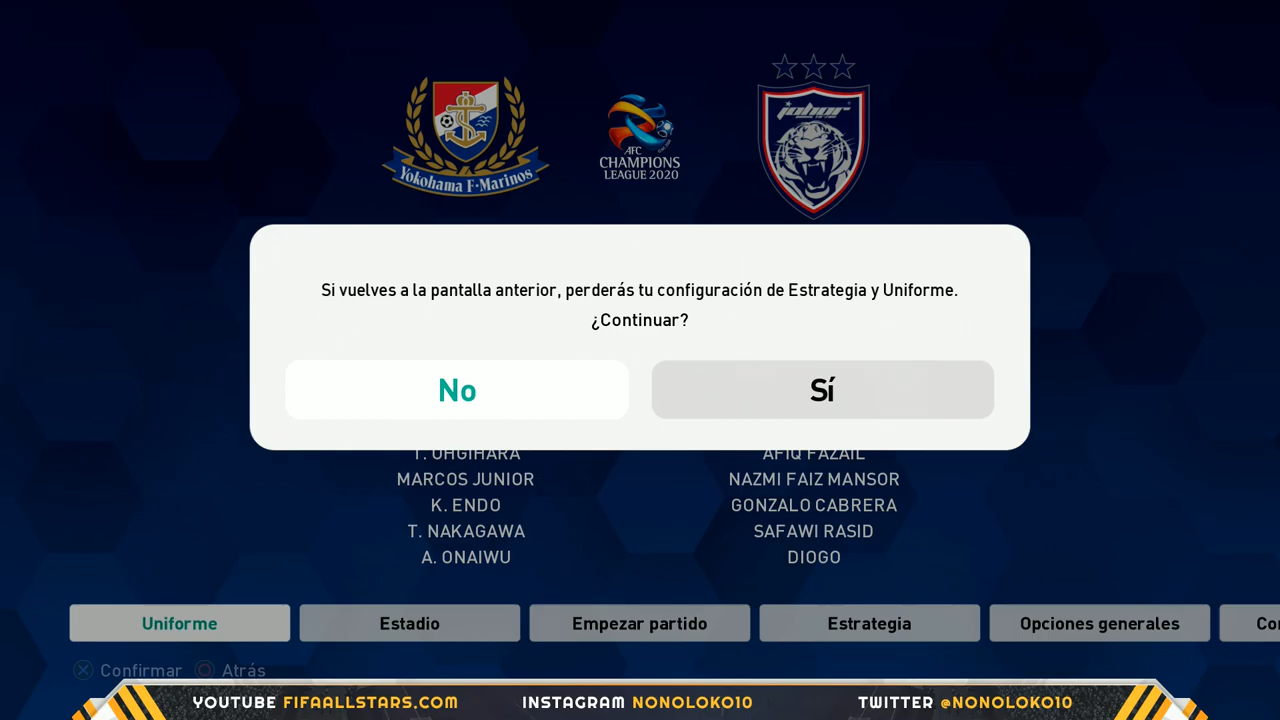 johor
Yokohama F·Marinos
AFC
CHAMPIONS
LEAGUE 2020
Si vuelves a la pantalla anterior, perderás tu configuración de Estrategia y Uniforme.
¿Continuar?
No
Sí
T. OHGIHARA
AFIQ FAZAIL
MARCOS JUNIOR
NAZMI FAIZ MANSOR
K. ENDO
GONZALO CABRERA
T. NAKAGAWA
SAFAWI RASID
A. ONAIWU
DIOGO
Uniforme
Estadio
Empezar partido
Estrategia
Opciones generales
Confirmar
Atrás
YOUTUBE FIFAALLSTARS.COM
INSTAGRAM NONOLOKO10
TWITTER @NONOLOKO10